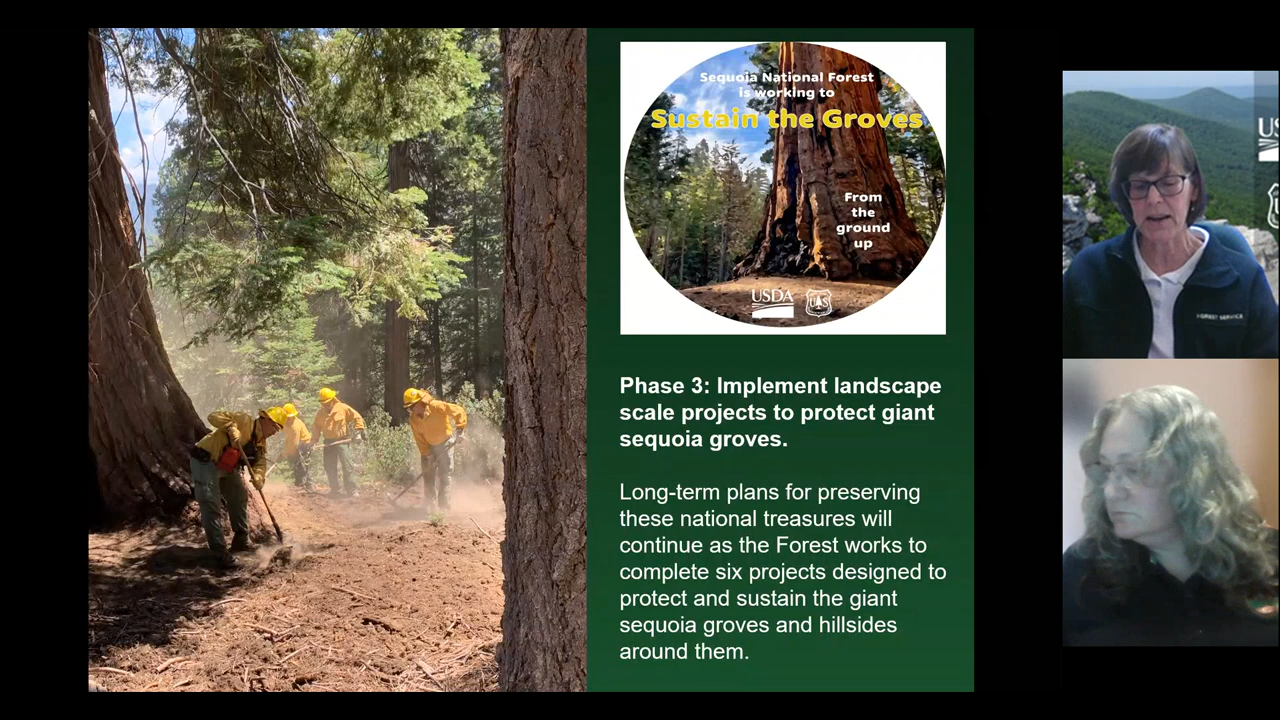 Sequoia National Forest
is working to
Sustain the Groves
From
the
ground
up
USDA
UAS
Phase 3: Implement landscape
scale projects to protect giant
sequoia groves.
Long-term plans for preserving
these national treasures will
continue as the Forest works to
complete six projects designed to
protect and sustain the giant
sequoia groves and hillsides
around them.
US
FOREST SERVICE